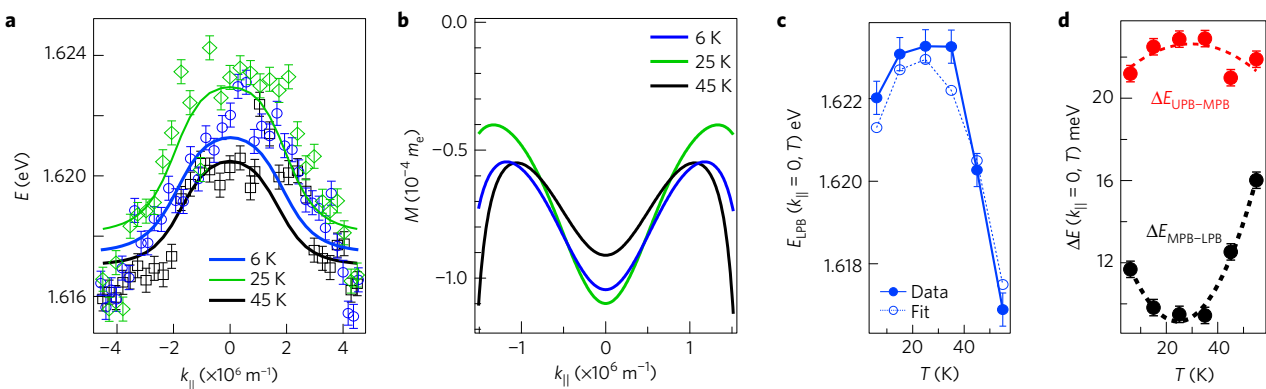 a
1.624
1.620
1.616
E (eV)
6 K
25 K
45 K
−4
−2
0
2
4
k|| (×10⁶ m⁻¹)
b
0.0
−0.5
−1.0
M (10⁻⁴ mₑ)
6 K
25 K
45 K
−1
0
1
k|| (×10⁶ m⁻¹)
c
1.622
1.620
1.618
E_LPB (k|| = 0, T) eV
Data
Fit
20
40
T (K)
d
22
16
12
ΔE (k|| = 0, T) meV
ΔE_UPB−MPB
ΔE_MPB−LPB
20
40
T (K)